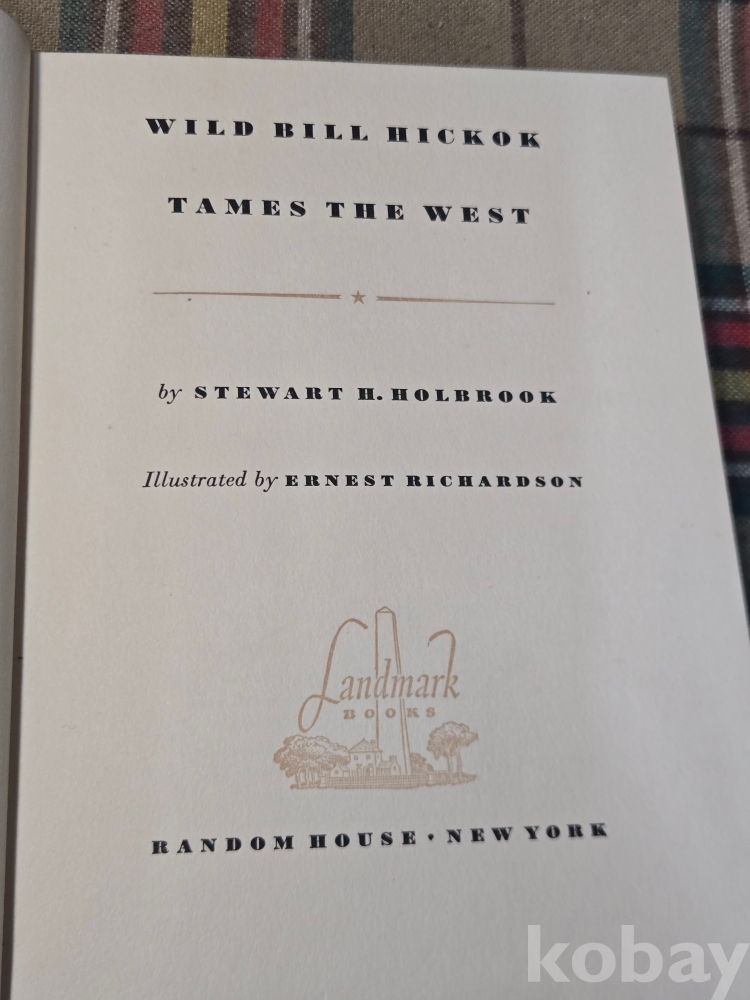 WILD BILL HICKOK
TAMES THE WEST
by STEWART H. HOLBROOK
Illustrated by ERNEST RICHARDSON
Landmark
BOOKS
RANDOM HOUSE · NEW YORK
kobay